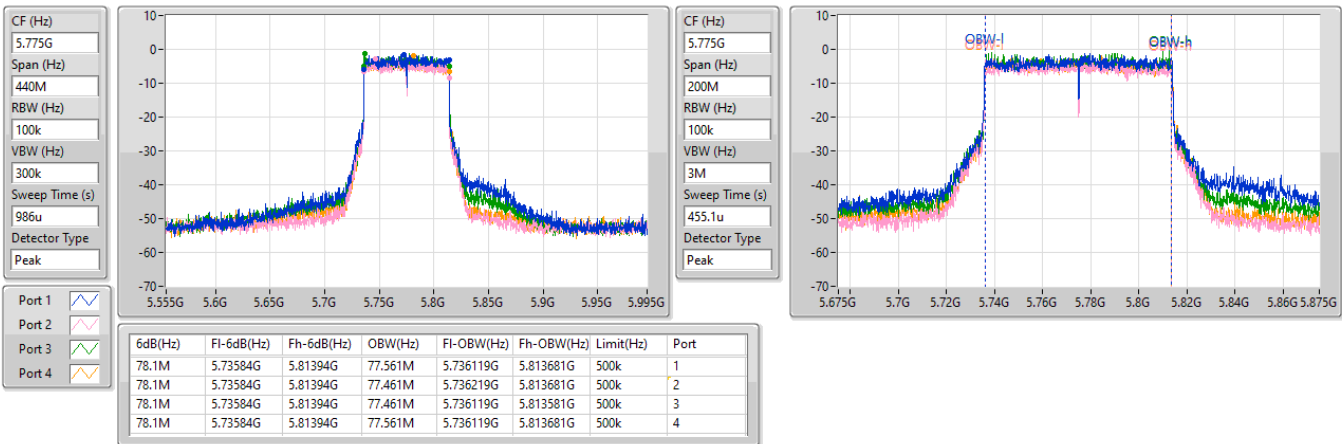 CF (Hz)
5.775G
Span (Hz)
440M
RBW (Hz)
100k
VBW (Hz)
300k
Sweep Time (s)
986u
Detector Type
Peak
10
0
-10
-20
-30
-40
-50
-60
-70
5.555G 5.6G 5.65G 5.7G 5.75G 5.8G 5.85G 5.9G 5.95G 5.995G
CF (Hz)
5.775G
Span (Hz)
200M
RBW (Hz)
100k
VBW (Hz)
3M
Sweep Time (s)
455.1u
Detector Type
Peak
10
0
-10
-20
-30
-40
-50
-60
-70
OBW-l OBW-h
5.675G 5.7G 5.72G 5.74G 5.76G 5.78G 5.8G 5.82G 5.84G 5.86G 5.875G
Port 1
Port 2
Port 3
Port 4
6dB(Hz) Fl-6dB(Hz) Fh-6dB(Hz) OBW(Hz) Fl-OBW(Hz) Fh-OBW(Hz) Limit(Hz) Port
78.1M 5.73584G 5.81394G 77.561M 5.736119G 5.813681G 500k 1
78.1M 5.73584G 5.81394G 77.461M 5.736219G 5.813681G 500k 2
78.1M 5.73584G 5.81394G 77.461M 5.736119G 5.813581G 500k 3
78.1M 5.73584G 5.81394G 77.561M 5.736119G 5.813681G 500k 4